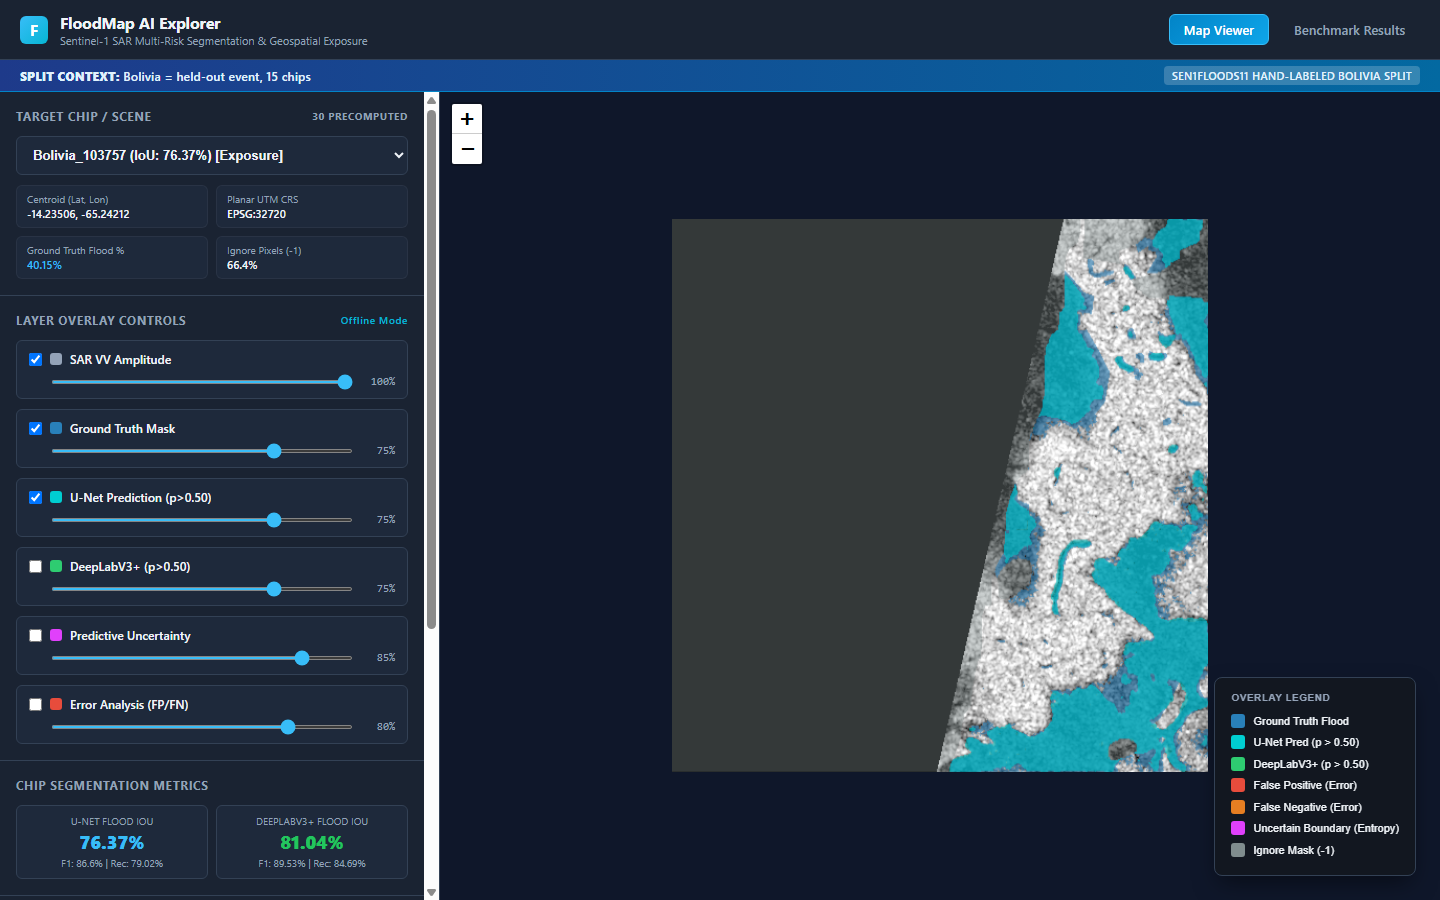 F
FloodMap AI Explorer
Sentinel-1 SAR Multi-Risk Segmentation & Geospatial Exposure
Map Viewer
Benchmark Results
SPLIT CONTEXT: Bolivia = held-out event, 15 chips
SEN1FLOODS11 HAND-LABELED BOLIVIA SPLIT
TARGET CHIP / SCENE
30 PRECOMPUTED
Bolivia_103757 (IoU: 76.37%) [Exposure]
Centroid (Lat, Lon)
-14.23506, -65.24212
Planar UTM CRS
EPSG:32720
Ground Truth Flood %
40.15%
Ignore Pixels (-1)
66.4%
LAYER OVERLAY CONTROLS
Offline Mode
SAR VV Amplitude
100%
Ground Truth Mask
75%
U-Net Prediction (p>0.50)
75%
DeepLabV3+ (p>0.50)
75%
Predictive Uncertainty
85%
Error Analysis (FP/FN)
80%
CHIP SEGMENTATION METRICS
U-NET FLOOD IOU
76.37%
F1: 86.6% | Rec: 79.02%
DEEPLABV3+ FLOOD IOU
81.04%
F1: 89.53% | Rec: 84.69%
+
−
OVERLAY LEGEND
Ground Truth Flood
U-Net Pred (p > 0.50)
DeepLabV3+ (p > 0.50)
False Positive (Error)
False Negative (Error)
Uncertain Boundary (Entropy)
Ignore Mask (-1)